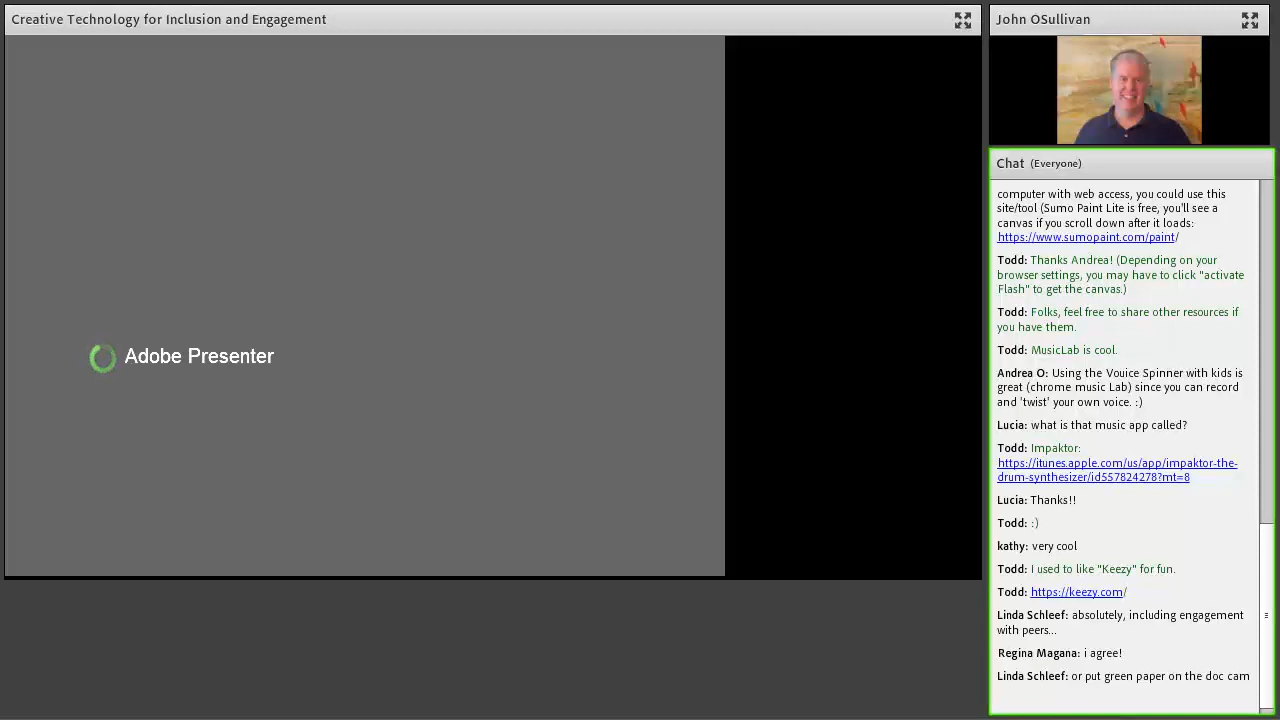 Creative Technology for Inclusion and Engagement
Adobe Presenter
John OSullivan
Chat (Everyone)
computer with web access, you could use this
site/tool (Sumo Paint Lite is free, you'll see a
canvas if you scroll down after it loads:
https://www.sumopaint.com/paint/
Todd: Thanks Andrea! (Depending on your
browser settings, you may have to click "activate
Flash" to get the canvas.)
Todd: Folks, feel free to share other resources if
you have them.
Todd: MusicLab is cool.
Andrea O: Using the Vouice Spinner with kids is
great (chrome music Lab) since you can record
and 'twist' your own voice. :)
Lucia: what is that music app called?
Todd: Impaktor:
https://itunes.apple.com/us/app/impaktor-the-
drum-synthesizer/id557824278?mt=8
Lucia: Thanks!!
Todd: :)
kathy: very cool
Todd: I used to like "Keezy" for fun.
Todd: https://keezy.com/
Linda Schleef: absolutely, including engagement
with peers...
Regina Magana: i agree!
Linda Schleef: or put green paper on the doc cam